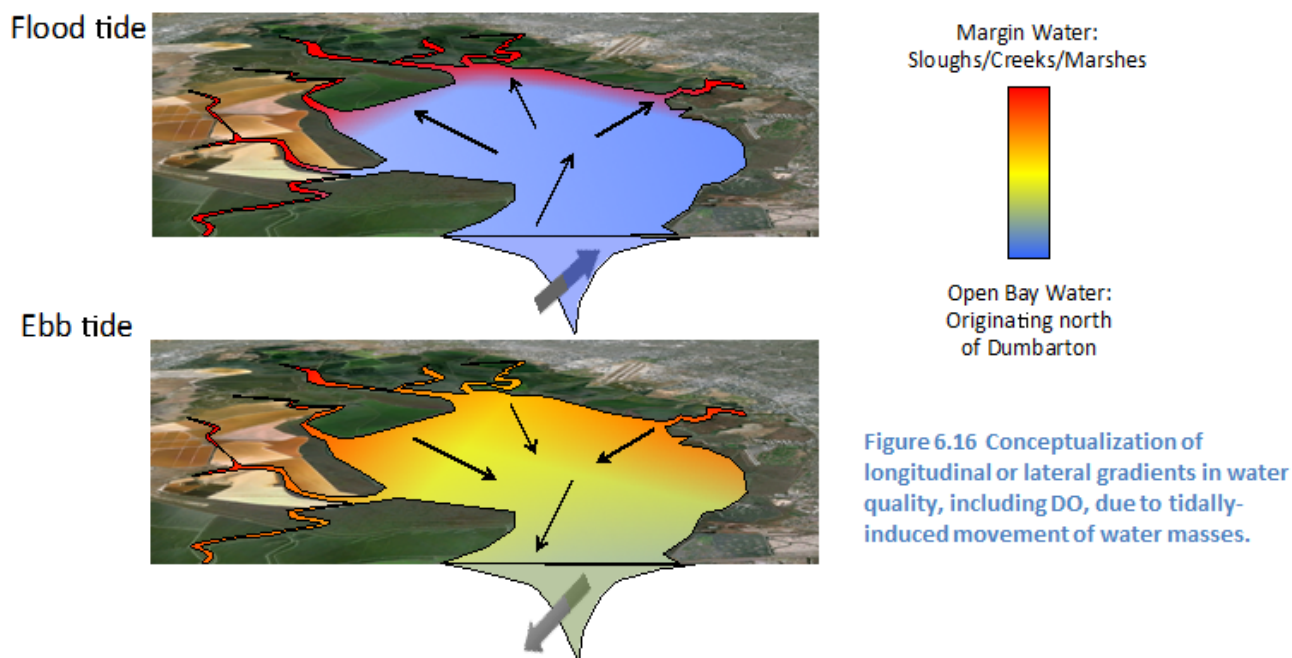 Flood tide
Margin Water:
Sloughs/Creeks/Marshes
Open Bay Water:
Originating north
of Dumbarton
Ebb tide
Figure 6.16 Conceptualization of
longitudinal or lateral gradients in water
quality, including DO, due to tidally-
induced movement of water masses.